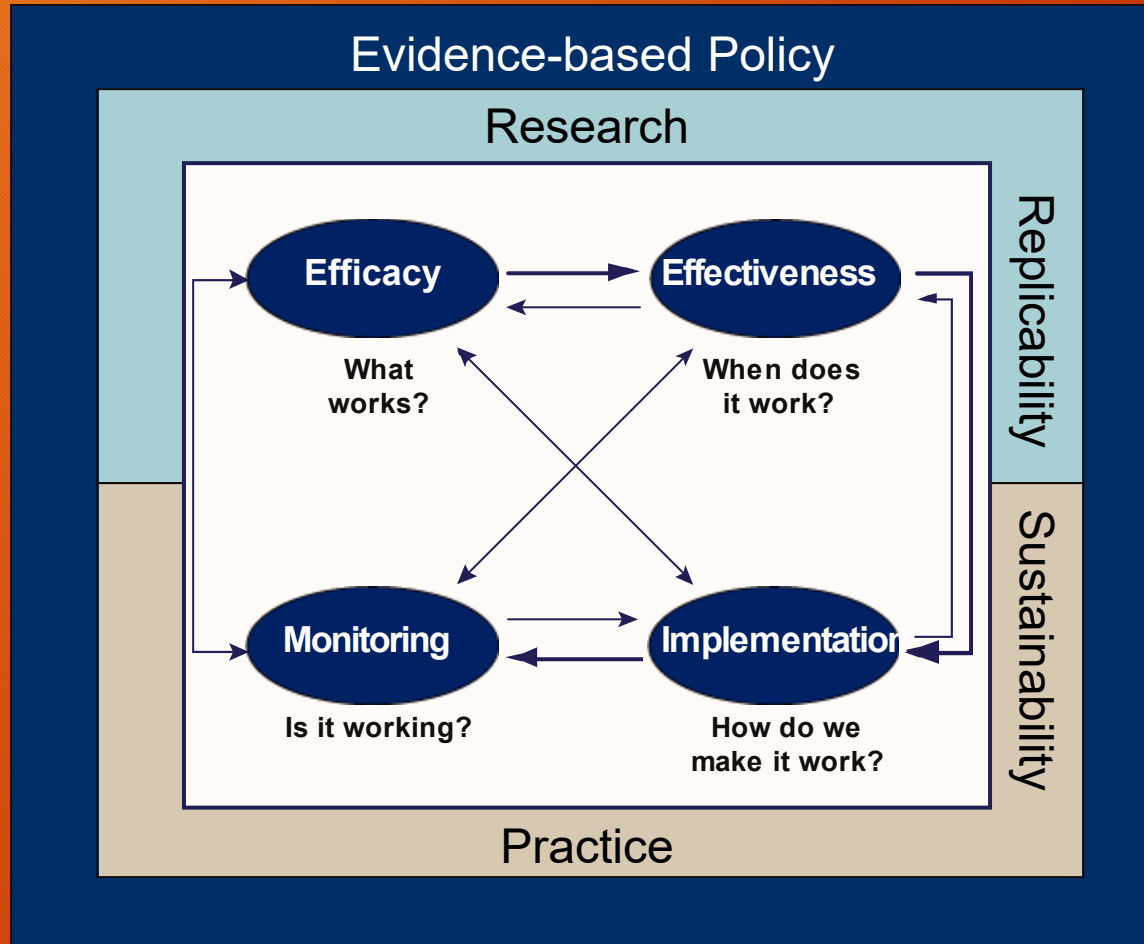 Evidence-based Policy
Research
Replicability
Efficacy
Effectiveness
What
works?
When does
it work?
Sustainability
Monitoring
Implementation
Is it working?
How do we
make it work?
Practice